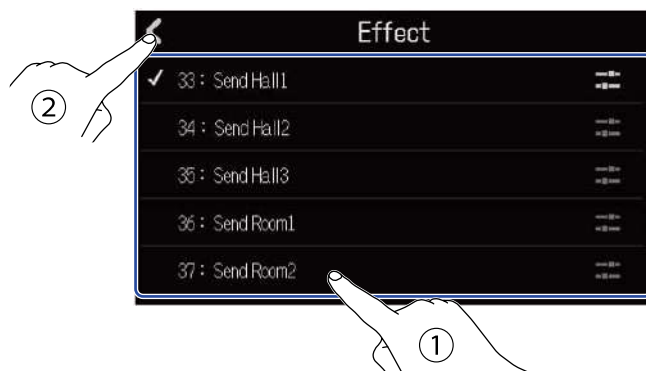 Effect
✓ 33 : Send Hall1
34 : Send Hall2
35 : Send Hall3
36 : Send Room1
37 : Send Room2
②
①